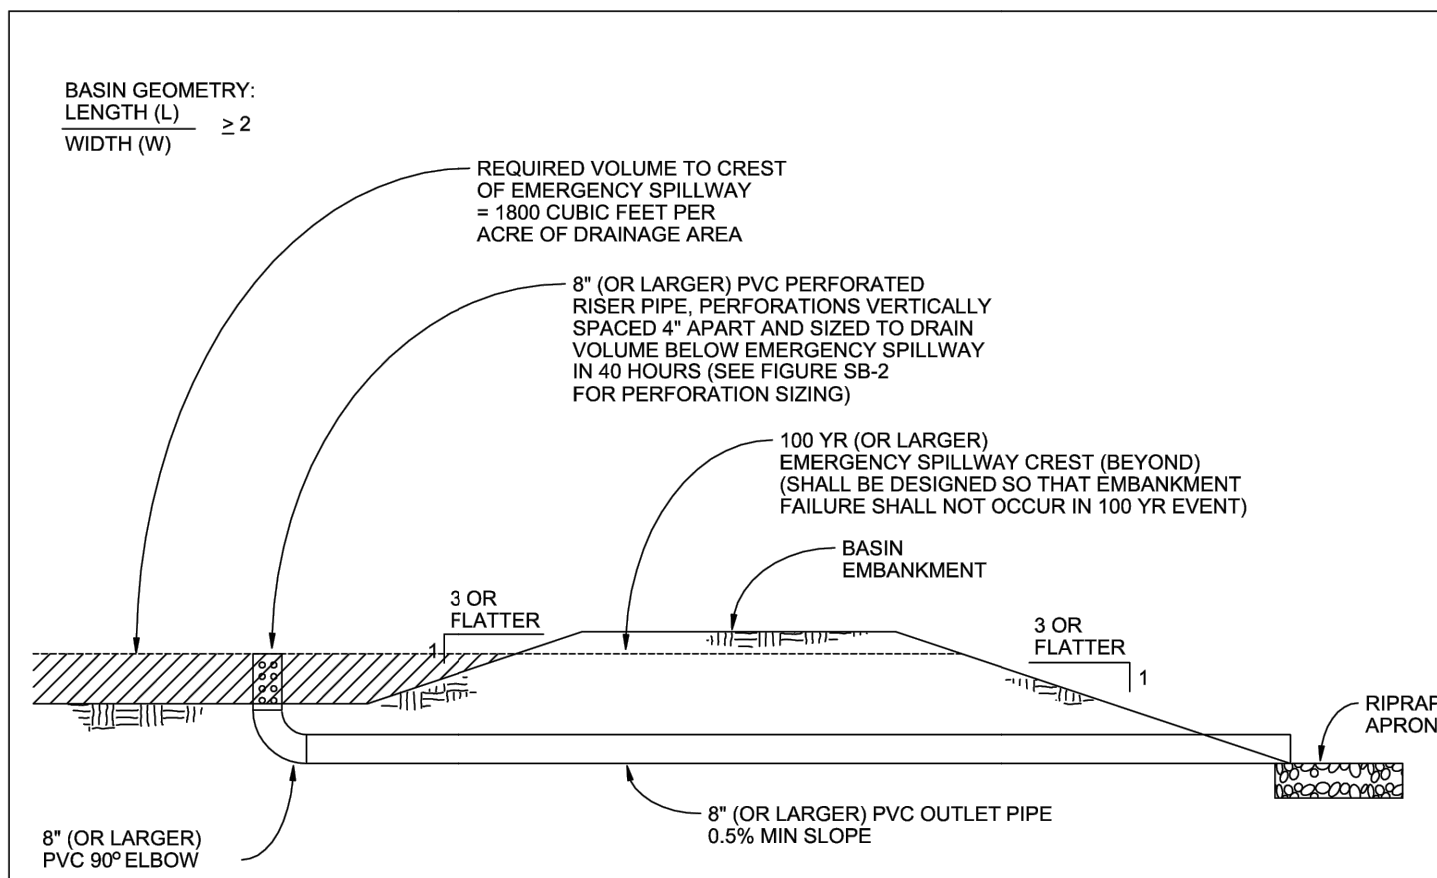 BASIN GEOMETRY:
LENGTH (L)
WIDTH (W)
≥ 2
REQUIRED VOLUME TO CREST
OF EMERGENCY SPILLWAY
= 1800 CUBIC FEET PER
ACRE OF DRAINAGE AREA
8" (OR LARGER) PVC PERFORATED
RISER PIPE, PERFORATIONS VERTICALLY
SPACED 4" APART AND SIZED TO DRAIN
VOLUME BELOW EMERGENCY SPILLWAY
IN 40 HOURS (SEE FIGURE SB-2
FOR PERFORATION SIZING)
100 YR (OR LARGER)
EMERGENCY SPILLWAY CREST (BEYOND)
(SHALL BE DESIGNED SO THAT EMBANKMENT
FAILURE SHALL NOT OCCUR IN 100 YR EVENT)
BASIN
EMBANKMENT
3 OR
FLATTER
1
3 OR
FLATTER
1
RIPRAP
APRON
8" (OR LARGER) PVC OUTLET PIPE
0.5% MIN SLOPE
8" (OR LARGER)
PVC 90º ELBOW